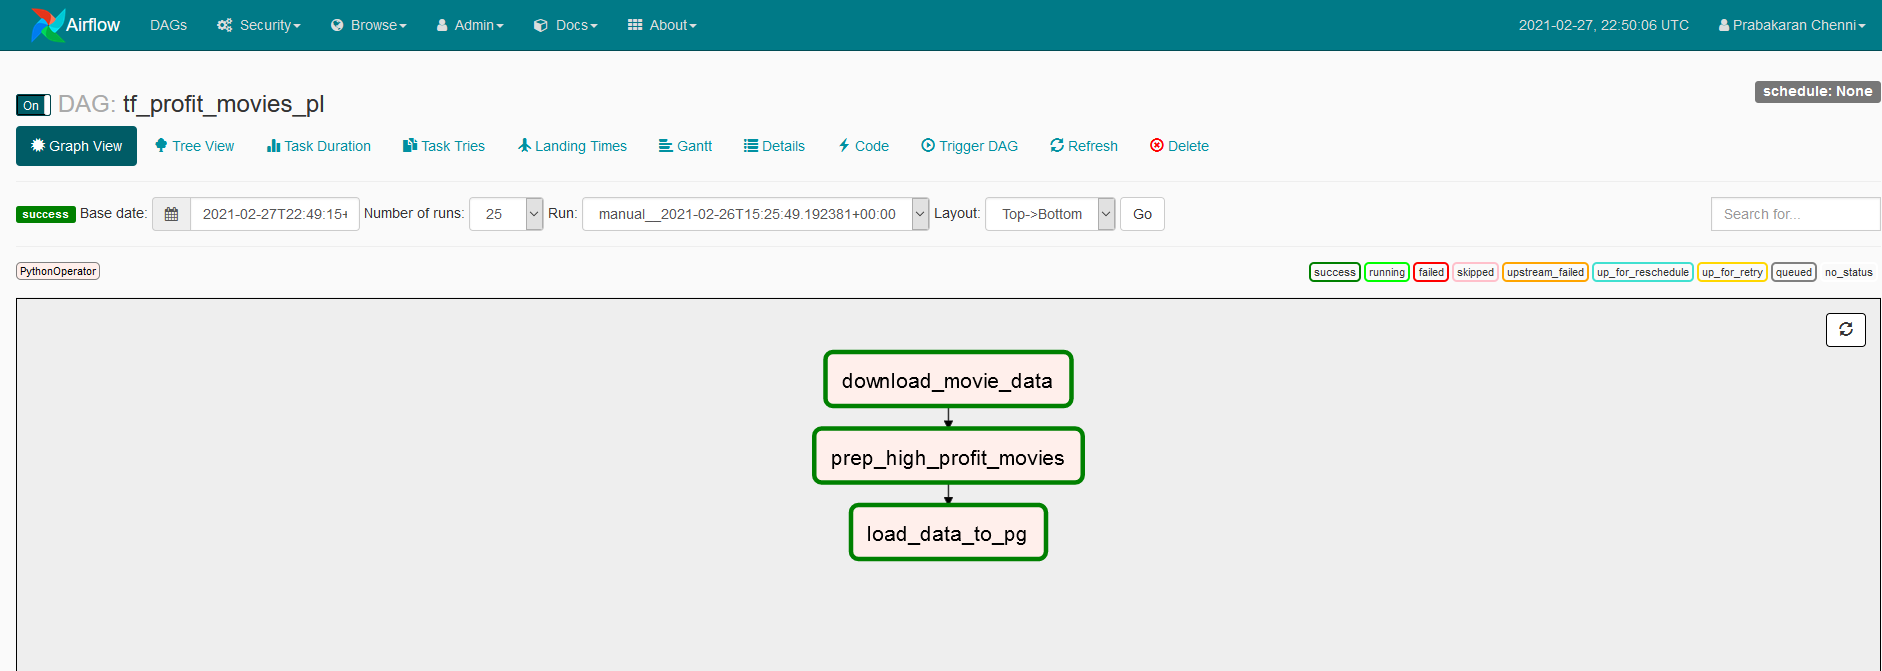 Airflow DAGs Security Browse Admin Docs About 2021-02-27, 22:50:06 UTC Prabakaran Chenni
On DAG: tf_profit_movies_pl schedule: None
Graph View Tree View Task Duration Task Tries Landing Times Gantt Details Code Trigger DAG Refresh Delete
success Base date: 2021-02-27T22:49:15+ Number of runs: 25 Run: manual__2021-02-26T15:25:49.192381+00:00 Layout: Top->Bottom Go Search for...
PythonOperator success running failed skipped upstream_failed up_for_reschedule up_for_retry queued no_status
download_movie_data
prep_high_profit_movies
load_data_to_pg